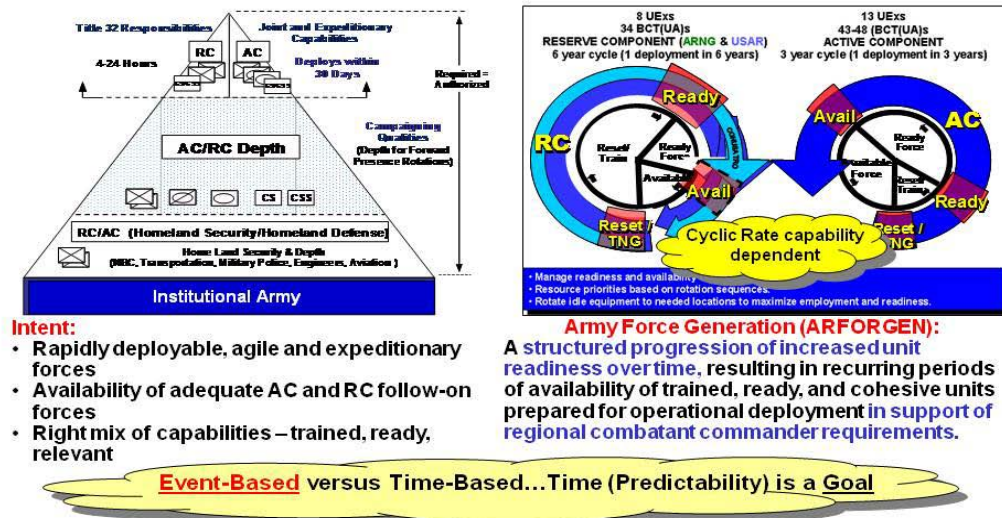 Title 32 Responsibilities
Joint and Expeditionary
Capabilities
RC
AC
4-24 Hours
Deploys within
30 Days
Required =
Authorized
Campaigning
Qualities
(Depth for Forward
Presence Rotations)
AC/RC Depth
CS
CSS
RC/AC (Homeland Security/Homeland Defense)
Home Land Security & Depth
(NBC, Transportation, Military Police, Engineers, Aviation )
Institutional Army
8 UExs
34 BCT(UA)s
RESERVE COMPONENT (ARNG & USAR)
6 year cycle (1 deployment in 6 years)
13 UExs
43-48 (BCT(UA)s
ACTIVE COMPONENT
3 year cycle (1 deployment in 3 years)
Ready
RC
Reset/
Train
Ready
Available
Avail
Reset /
TNG
Avail
AC
Ready
Force
Force
Reset
Train
Ready
Reset /
TNG
Cyclic Rate capability
dependent
• Manage readiness and availability
• Resource priorities based on rotation sequences.
• Rotate idle equipment to needed locations to maximize employment and readiness.
Intent:
• Rapidly deployable, agile and expeditionary
forces
• Availability of adequate AC and RC follow-on
forces
• Right mix of capabilities – trained, ready,
relevant
Army Force Generation (ARFORGEN):
A structured progression of increased unit
readiness over time, resulting in recurring periods
of availability of trained, ready, and cohesive units
prepared for operational deployment in support of
regional combatant commander requirements.
Event-Based versus Time-Based...Time (Predictability) is a Goal